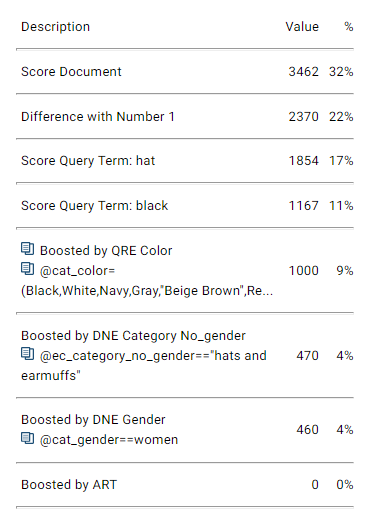 Description Value %
Score Document 3462 32%
Difference with Number 1 2370 22%
Score Query Term: hat 1854 17%
Score Query Term: black 1167 11%
Boosted by QRE Color
@cat_color= 1000 9%
(Black,White,Navy,Gray,"Beige Brown",Re...
Boosted by DNE Category No_gender
@ec_category_no_gender=="hats and 470 4%
earmuffs"
Boosted by DNE Gender
@cat_gender==women 460 4%
Boosted by ART 0 0%